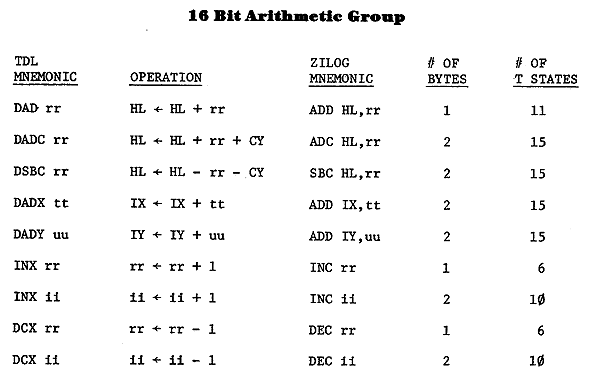 16 Bit Arithmetic Group
TDL ZILOG # OF # OF
MNEMONIC OPERATION MNEMONIC BYTES T STATES
DAD rr HL ← HL + rr ADD HL,rr 1 11
DADC rr HL ← HL + rr + CY ADC HL,rr 2 15
DSBC rr HL ← HL - rr - CY SBC HL,rr 2 15
DADX tt IX ← IX + tt ADD IX,tt 2 15
DADY uu IY ← IY + uu ADD IY,uu 2 15
INX rr rr ← rr + 1 INC rr 1 6
INX ii ii ← ii + 1 INC ii 2 1Ø
DCX rr rr ← rr - 1 DEC rr 1 6
DCX ii ii ← ii - 1 DEC ii 2 1Ø